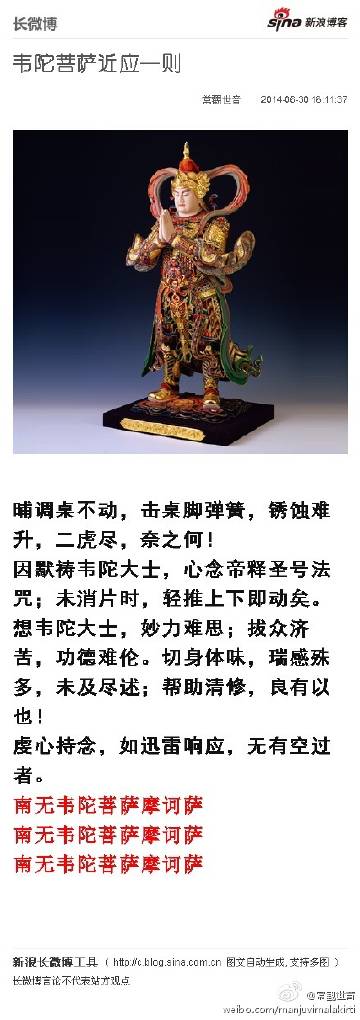 长微博
sina 新浪博客
韦陀菩萨近应一则
常翻世音 2014-06-30 16:11:37
晡调桌不动，击桌脚弹簧，锈蚀难
升，二虎尽，奈之何！
因默祷韦陀大士，心念帝释圣号法
咒；未消片时，轻推上下即动矣。
想韦陀大士，妙力难思；拔众济
苦，功德难伦。切身体味，瑞感殊
多，未及尽述；帮助清修，良有以
也！
虔心持念，如迅雷响应，无有空过
者。
南无韦陀菩萨摩诃萨
南无韦陀菩萨摩诃萨
南无韦陀菩萨摩诃萨
新浪长微博工具 （ http://c.blog.sina.com.cn 图文自动生成,支持多图 ）
长微博言论不代表站方观点
weibo.com/manjuvimalakirti